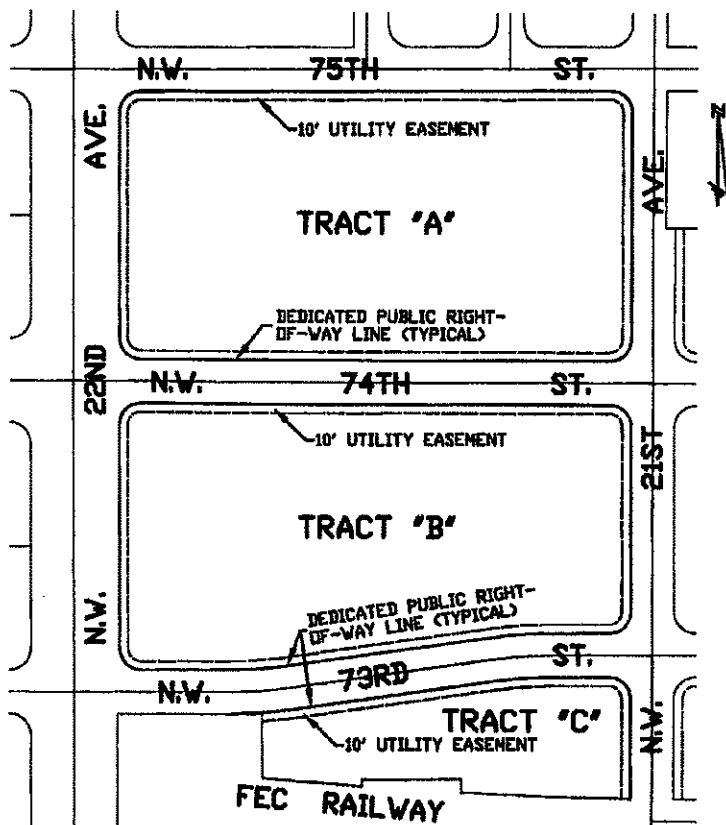 N.W. 75TH ST.
AVE.
10' UTILITY EASEMENT
AVE.
N
TRACT "A"
DEDICATED PUBLIC RIGHT-
OF-WAY LINE (TYPICAL)
22ND
N.W. 74TH ST.
10' UTILITY EASEMENT
21ST
TRACT "B"
DEDICATED PUBLIC RIGHT-
OF-WAY LINE (TYPICAL)
N.W.
N.W. 73RD ST.
TRACT "C"
N.W.
10' UTILITY EASEMENT
FEC RAILWAY